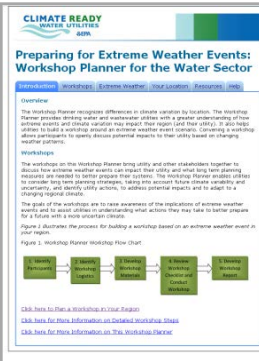 CLIMATE READY
WATER UTILITIES
EPA
Preparing for Extreme Weather Events:
Workshop Planner for the Water Sector
Introduction Workshops Extreme Weather Your Location Resources Help
Overview
The Workshop Planner recognizes differences in climate variation by location. The Workshop
Planner provides drinking water and wastewater utilities with a greater understanding of how
extreme events and climate variation may impact their region (and their utility). It also helps
utilities to build a workshop around an extreme weather event scenario. Convening a workshop
allows participants to openly discuss potential impacts to their utility based on changing
weather patterns.
Workshops
The workshops on the Workshop Planner bring utility and other stakeholders together to
discuss how extreme weather events can impact their utility and what long term planning
measures are needed to better prepare their systems. The Workshop Planner enables utilities
to consider long term planning strategies, taking into account future climate variability and
uncertainty, and identify utility actions, to address potential impacts and to adapt to a
changing regional climate.
The goals of the workshops are to raise awareness of the implications of extreme weather
events and to assist utilities in understanding what actions they may take to better prepare
for a future with a more uncertain climate.
Figure 1 illustrates the process for building a workshop based on an extreme weather event in
your region.
Figure 1. Workshop Planner Workshop Flow Chart
1. Identify Participants
2. Identify Workshop Logistics
3. Develop Workshop Materials
4. Review Workshop Checklist and Conduct Workshop
5. Develop Workshop Report
Click here to Plan a Workshop in Your Region
Click here for More Information on Detailed Workshop Steps
Click here for More Information on This Workshop Planner